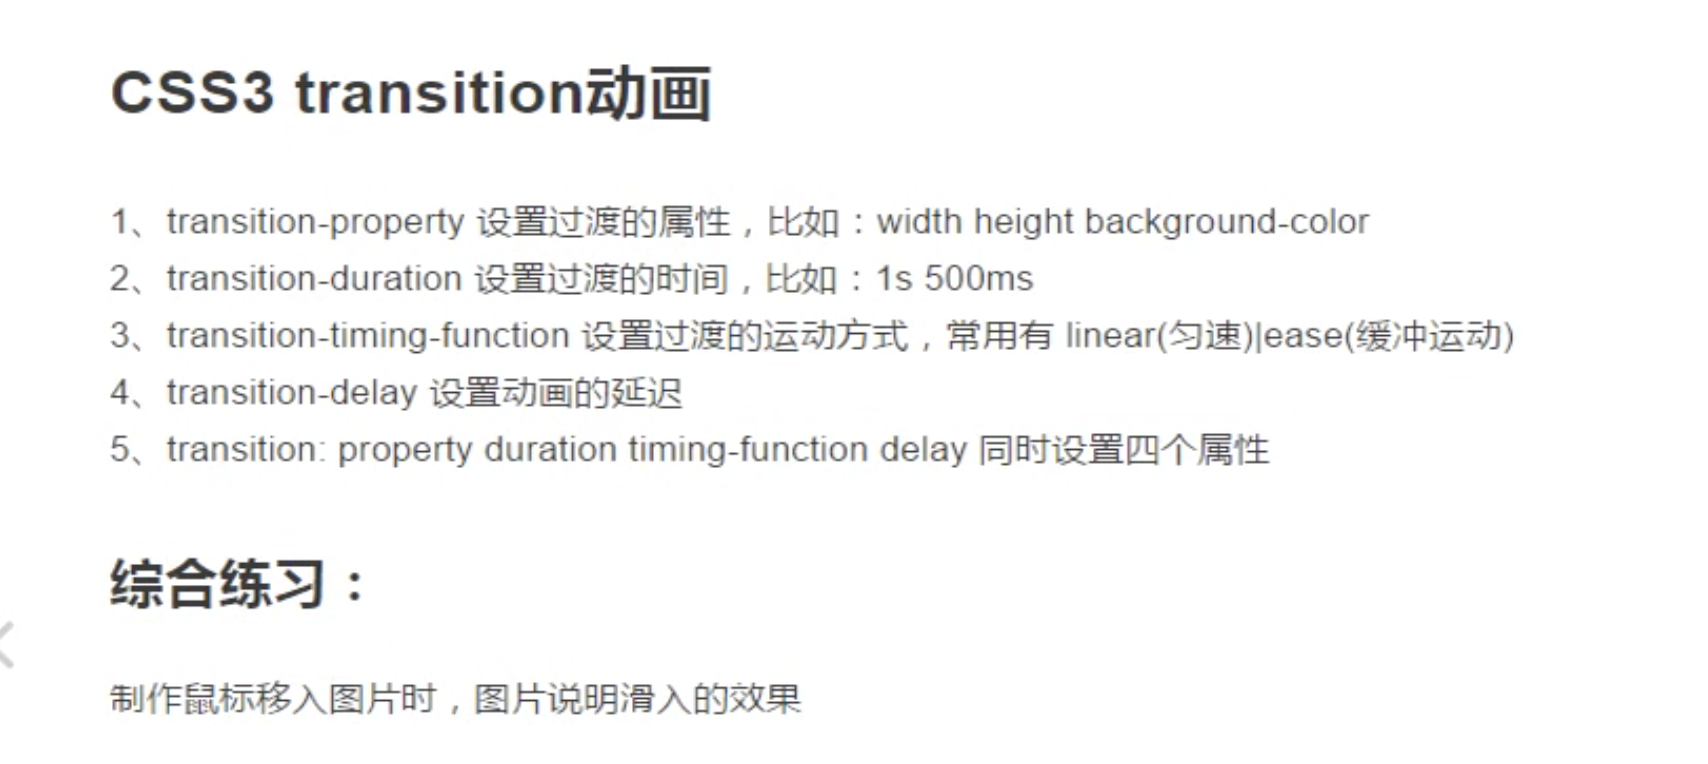 CSS3 transition动画
1、transition-property 设置过渡的属性，比如：width height background-color
2、transition-duration 设置过渡的时间，比如：1s 500ms
3、transition-timing-function 设置过渡的运动方式，常用有 linear(匀速)|ease(缓冲运动)
4、transition-delay 设置动画的延迟
5、transition: property duration timing-function delay 同时设置四个属性
综合练习：
制作鼠标移入图片时，图片说明滑入的效果